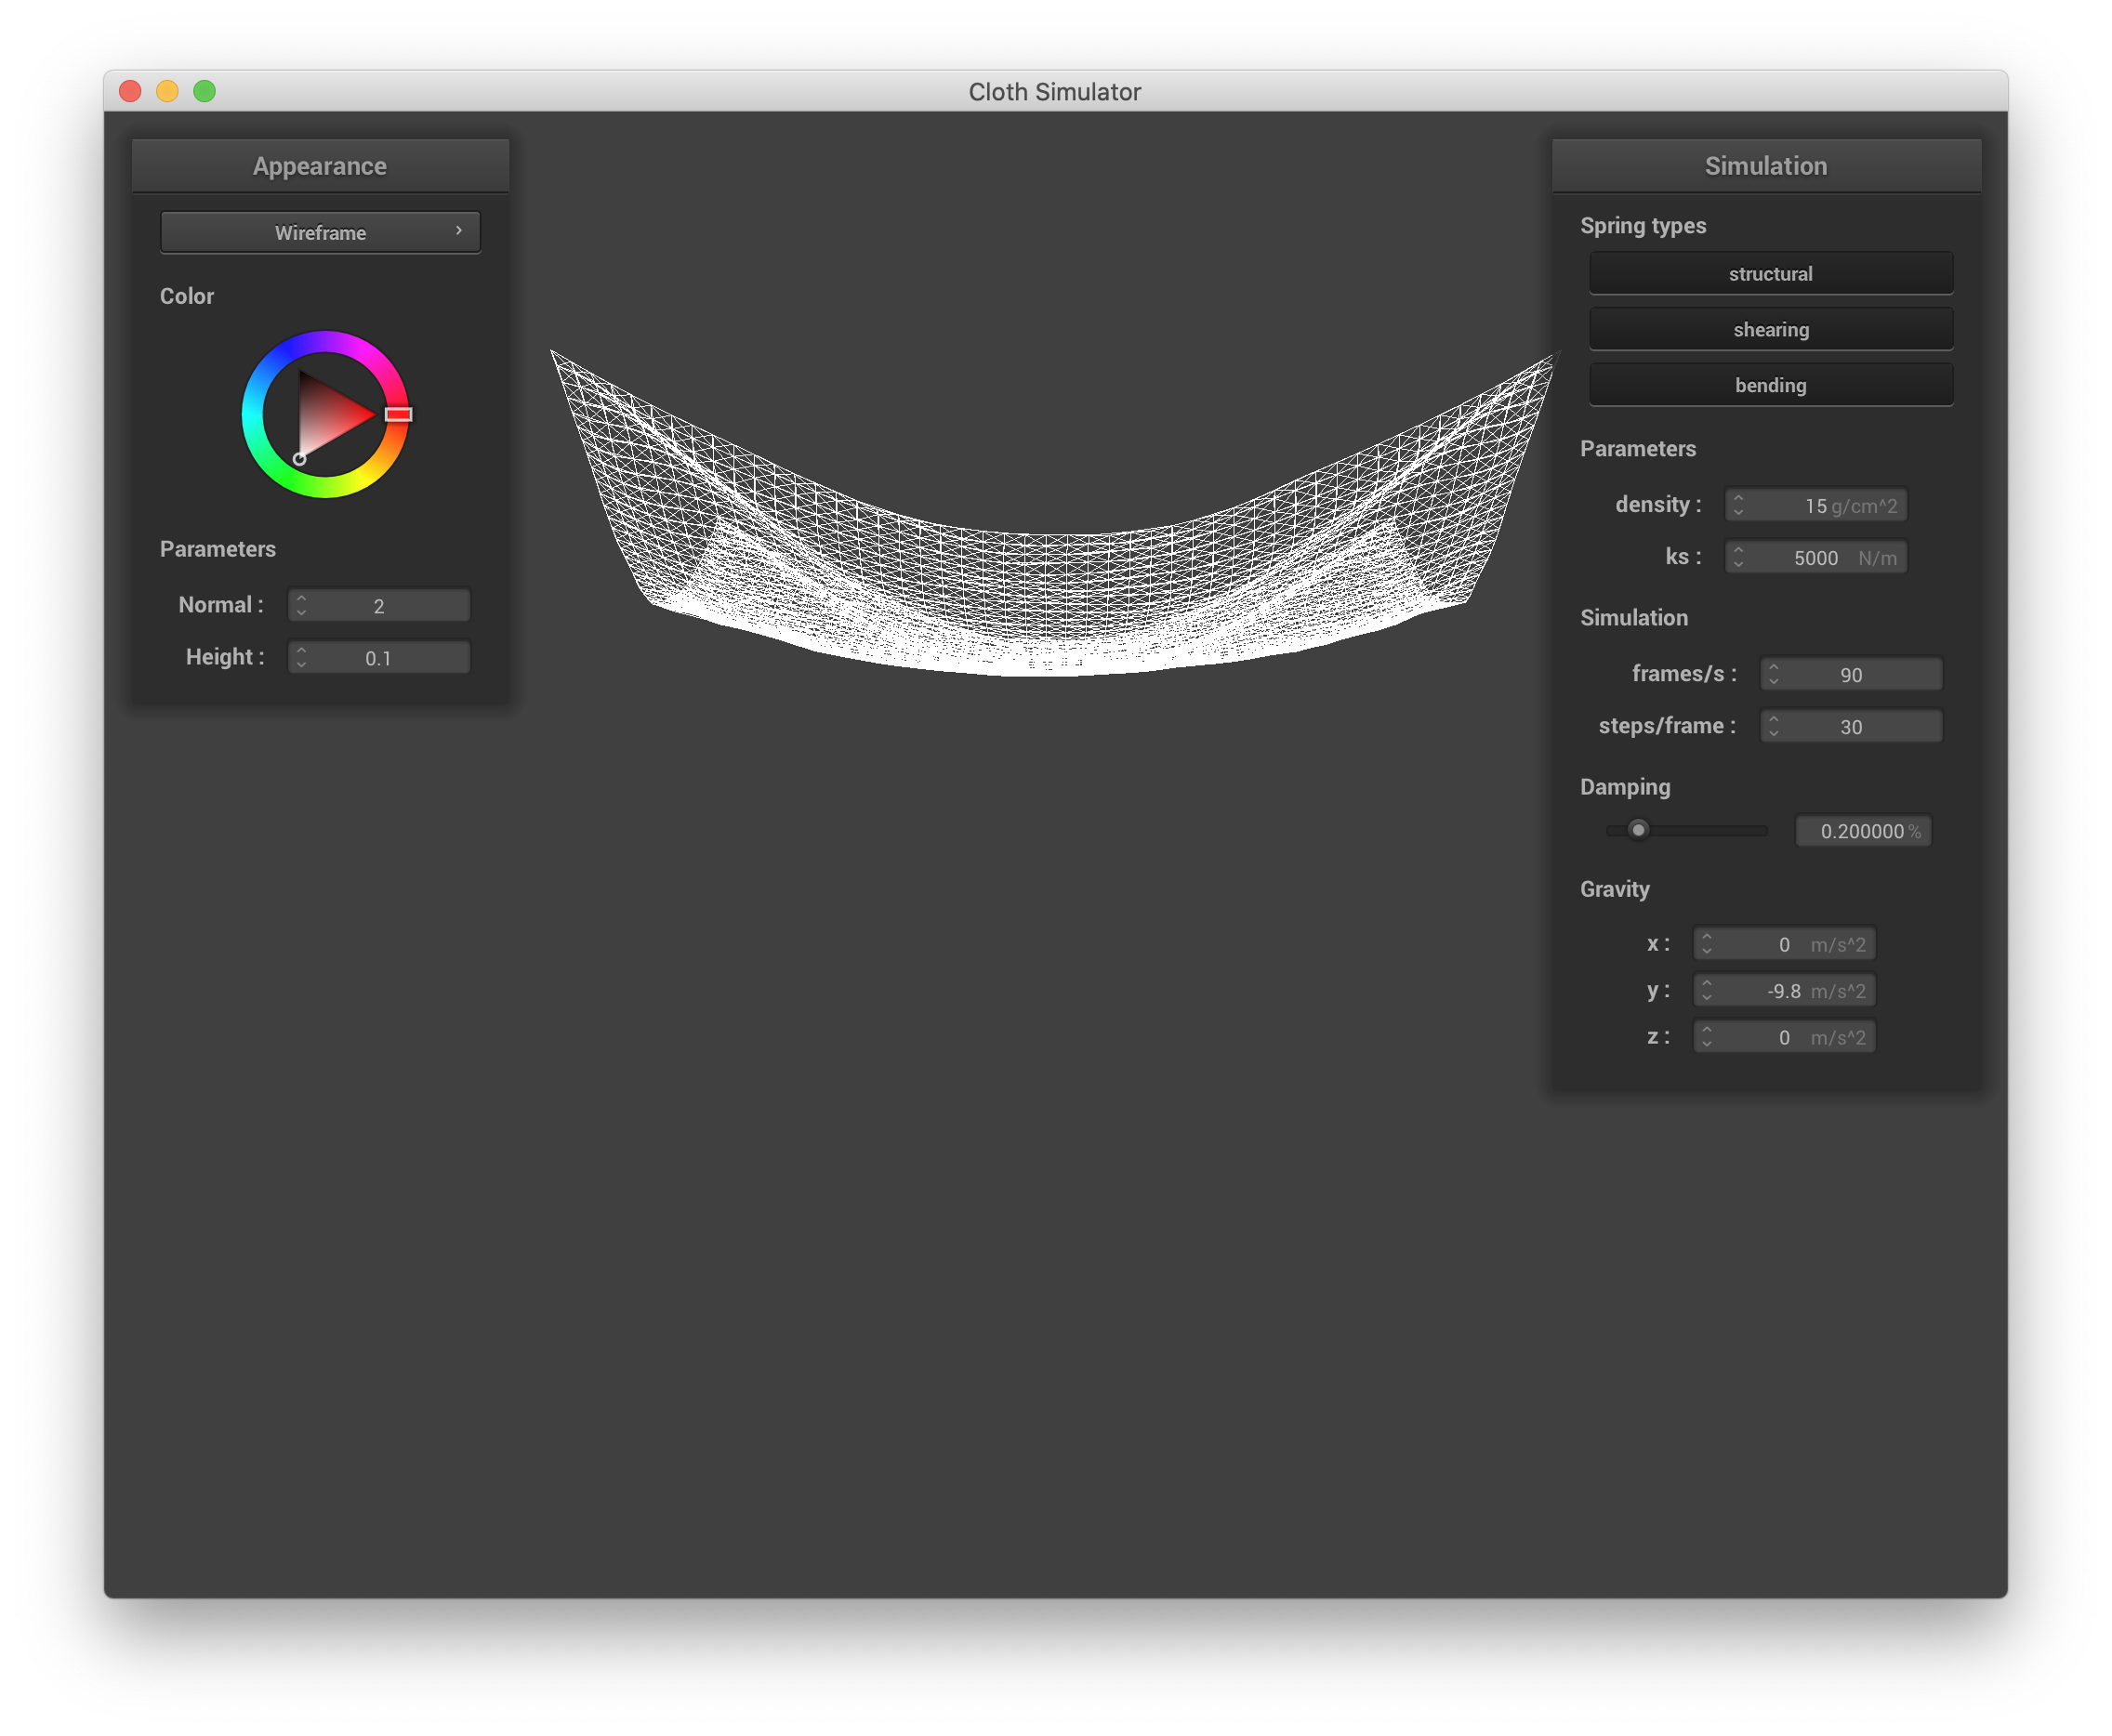 Cloth Simulator
Appearance
Wireframe
Color
Parameters
Normal : 2
Height : 0.1
Simulation
Spring types
structural
shearing
bending
Parameters
density : 15 g/cm^2
ks : 5000 N/m
Simulation
frames/s : 90
steps/frame : 30
Damping
0.200000 %
Gravity
x : 0 m/s^2
y : -9.8 m/s^2
z : 0 m/s^2